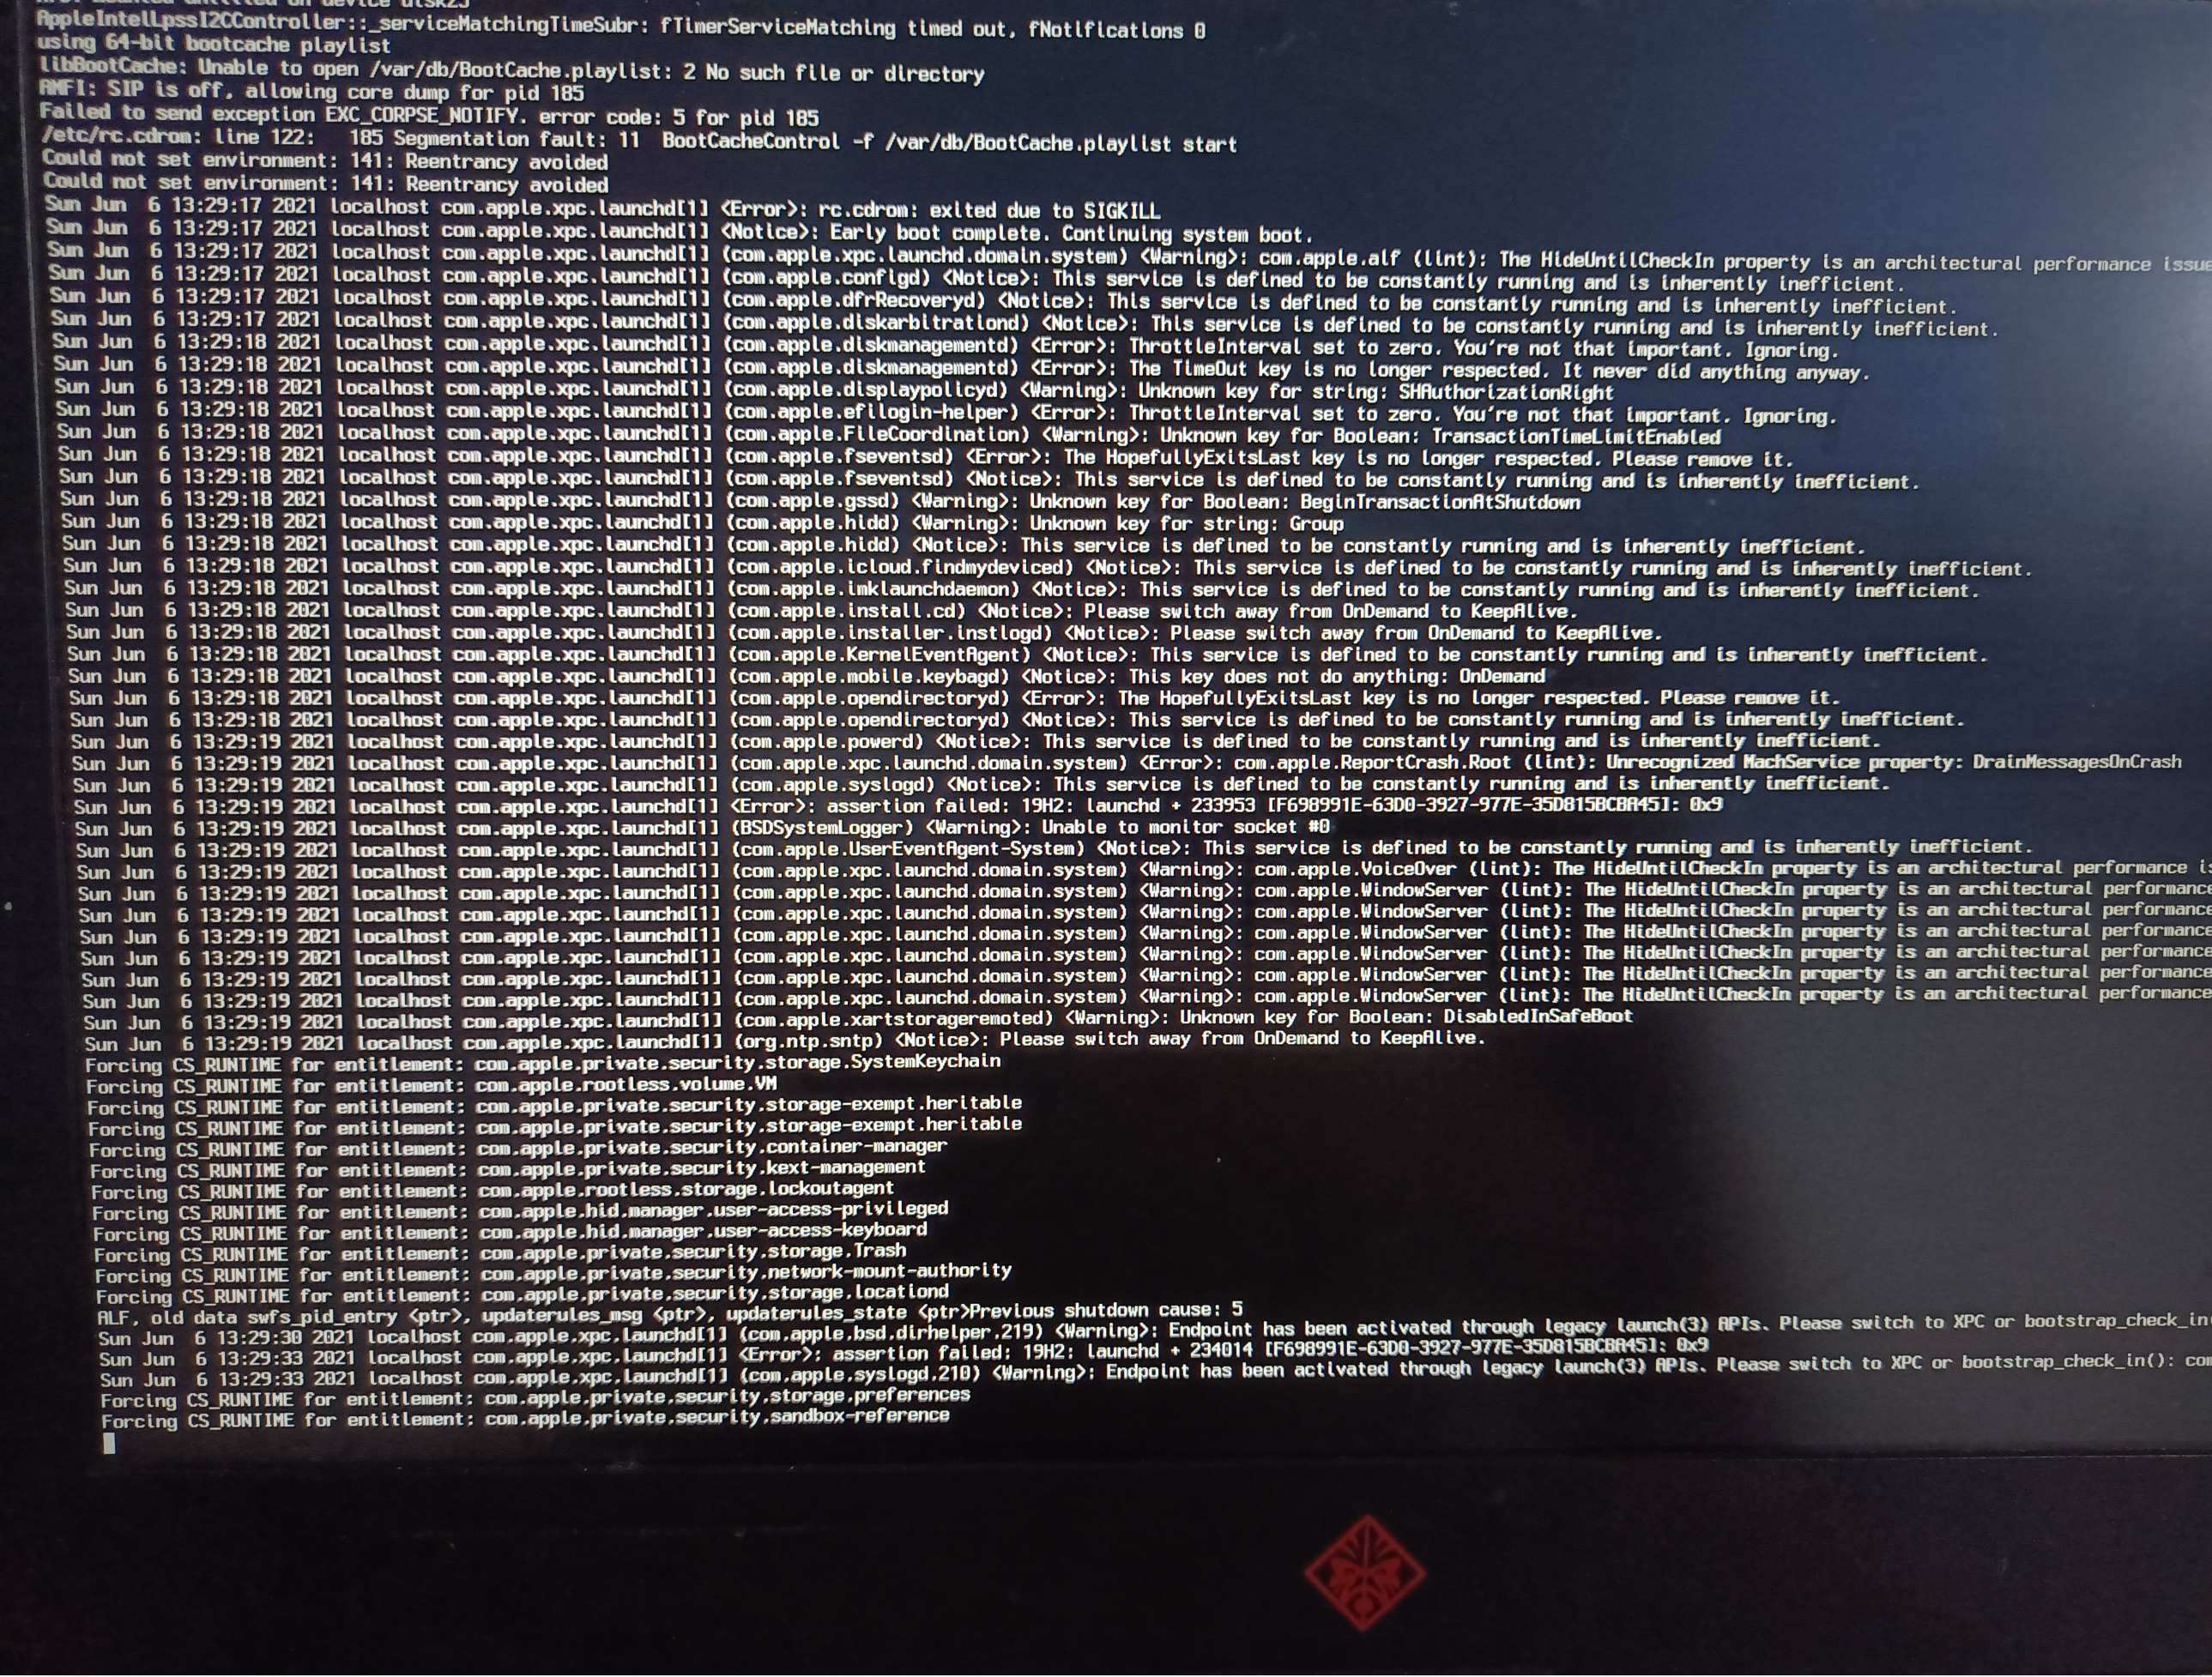 AppleIntelLpssI2CController::_serviceMatchingTimeSubr: fTimerServiceMatching timed out, fNotifications 0
using 64-bit bootcache playlist
libBootCache: Unable to open /var/db/BootCache.playlist: 2 No such file or directory
AMFI: SIP is off, allowing core dump for pid 185
Failed to send exception EXC_CORPSE_NOTIFY. error code: 5 for pid 185
/etc/rc.cdrom: line 122:   185 Segmentation fault: 11  BootCacheControl -f /var/db/BootCache.playlist start
Could not set environment: 141: Reentrancy avoided
Could not set environment: 141: Reentrancy avoided
Sun Jun  6 13:29:17 2021 localhost com.apple.xpc.launchd[1] <Error>: rc.cdrom: exited due to SIGKILL
Sun Jun  6 13:29:17 2021 localhost com.apple.xpc.launchd[1] <Notice>: Early boot complete. Continuing system boot.
Sun Jun  6 13:29:17 2021 localhost com.apple.xpc.launchd[1] (com.apple.xpc.launchd.domain.system) <Warning>: com.apple.alf (lint): The HideUntilCheckIn property is an architectural performance issue
Sun Jun  6 13:29:17 2021 localhost com.apple.xpc.launchd[1] (com.apple.configd) <Notice>: This service is defined to be constantly running and is inherently inefficient.
Sun Jun  6 13:29:17 2021 localhost com.apple.xpc.launchd[1] (com.apple.dfrRecoveryd) <Notice>: This service is defined to be constantly running and is inherently inefficient.
Sun Jun  6 13:29:17 2021 localhost com.apple.xpc.launchd[1] (com.apple.diskarbitrationd) <Notice>: This service is defined to be constantly running and is inherently inefficient.
Sun Jun  6 13:29:18 2021 localhost com.apple.xpc.launchd[1] (com.apple.diskmanagementd) <Error>: ThrottleInterval set to zero. You're not that important. Ignoring.
Sun Jun  6 13:29:18 2021 localhost com.apple.xpc.launchd[1] (com.apple.diskmanagementd) <Error>: The TimeOut key is no longer respected. It never did anything anyway.
Sun Jun  6 13:29:18 2021 localhost com.apple.xpc.launchd[1] (com.apple.displaypolicyd) <Warning>: Unknown key for string: SHAuthorizationRight
Sun Jun  6 13:29:18 2021 localhost com.apple.xpc.launchd[1] (com.apple.efilogin-helper) <Error>: ThrottleInterval set to zero. You're not that important. Ignoring.
Sun Jun  6 13:29:18 2021 localhost com.apple.xpc.launchd[1] (com.apple.FileCoordination) <Warning>: Unknown key for Boolean: TransactionTimeLimitEnabled
Sun Jun  6 13:29:18 2021 localhost com.apple.xpc.launchd[1] (com.apple.fseventsd) <Error>: The HopefullyExitsLast key is no longer respected. Please remove it.
Sun Jun  6 13:29:18 2021 localhost com.apple.xpc.launchd[1] (com.apple.fseventsd) <Notice>: This service is defined to be constantly running and is inherently inefficient.
Sun Jun  6 13:29:18 2021 localhost com.apple.xpc.launchd[1] (com.apple.gssd) <Warning>: Unknown key for Boolean: BeginTransactionAtShutdown
Sun Jun  6 13:29:18 2021 localhost com.apple.xpc.launchd[1] (com.apple.hidd) <Warning>: Unknown key for string: Group
Sun Jun  6 13:29:18 2021 localhost com.apple.xpc.launchd[1] (com.apple.hidd) <Notice>: This service is defined to be constantly running and is inherently inefficient.
Sun Jun  6 13:29:18 2021 localhost com.apple.xpc.launchd[1] (com.apple.icloud.findmydeviced) <Notice>: This service is defined to be constantly running and is inherently inefficient.
Sun Jun  6 13:29:18 2021 localhost com.apple.xpc.launchd[1] (com.apple.imklaunchdaemon) <Notice>: This service is defined to be constantly running and is inherently inefficient.
Sun Jun  6 13:29:18 2021 localhost com.apple.xpc.launchd[1] (com.apple.install.cd) <Notice>: Please switch away from OnDemand to KeepAlive.
Sun Jun  6 13:29:18 2021 localhost com.apple.xpc.launchd[1] (com.apple.installer.instlogd) <Notice>: Please switch away from OnDemand to KeepAlive.
Sun Jun  6 13:29:18 2021 localhost com.apple.xpc.launchd[1] (com.apple.KernelEventAgent) <Notice>: This service is defined to be constantly running and is inherently inefficient.
Sun Jun  6 13:29:18 2021 localhost com.apple.xpc.launchd[1] (com.apple.mobile.keybagd) <Notice>: This key does not do anything: OnDemand
Sun Jun  6 13:29:18 2021 localhost com.apple.xpc.launchd[1] (com.apple.opendirectoryd) <Error>: The HopefullyExitsLast key is no longer respected. Please remove it.
Sun Jun  6 13:29:18 2021 localhost com.apple.xpc.launchd[1] (com.apple.opendirectoryd) <Notice>: This service is defined to be constantly running and is inherently inefficient.
Sun Jun  6 13:29:19 2021 localhost com.apple.xpc.launchd[1] (com.apple.powerd) <Notice>: This service is defined to be constantly running and is inherently inefficient.
Sun Jun  6 13:29:19 2021 localhost com.apple.xpc.launchd[1] (com.apple.xpc.launchd.domain.system) <Error>: com.apple.ReportCrash.Root (lint): Unrecognized MachService property: DrainMessagesOnCrash
Sun Jun  6 13:29:19 2021 localhost com.apple.xpc.launchd[1] (com.apple.syslogd) <Notice>: This service is defined to be constantly running and is inherently inefficient.
Sun Jun  6 13:29:19 2021 localhost com.apple.xpc.launchd[1] <Error>: assertion failed: 19H2: launchd + 233953 [F698991E-63D0-3927-977E-35D815BCBA45]: 0x9
Sun Jun  6 13:29:19 2021 localhost com.apple.xpc.launchd[1] (BSDSystemLogger) <Warning>: Unable to monitor socket #0
Sun Jun  6 13:29:19 2021 localhost com.apple.xpc.launchd[1] (com.apple.UserEventAgent-System) <Notice>: This service is defined to be constantly running and is inherently inefficient.
Sun Jun  6 13:29:19 2021 localhost com.apple.xpc.launchd[1] (com.apple.xpc.launchd.domain.system) <Warning>: com.apple.VoiceOver (lint): The HideUntilCheckIn property is an architectural performance is
Sun Jun  6 13:29:19 2021 localhost com.apple.xpc.launchd[1] (com.apple.xpc.launchd.domain.system) <Warning>: com.apple.WindowServer (lint): The HideUntilCheckIn property is an architectural performance
Sun Jun  6 13:29:19 2021 localhost com.apple.xpc.launchd[1] (com.apple.xpc.launchd.domain.system) <Warning>: com.apple.WindowServer (lint): The HideUntilCheckIn property is an architectural performance
Sun Jun  6 13:29:19 2021 localhost com.apple.xpc.launchd[1] (com.apple.xpc.launchd.domain.system) <Warning>: com.apple.WindowServer (lint): The HideUntilCheckIn property is an architectural performance
Sun Jun  6 13:29:19 2021 localhost com.apple.xpc.launchd[1] (com.apple.xpc.launchd.domain.system) <Warning>: com.apple.WindowServer (lint): The HideUntilCheckIn property is an architectural performance
Sun Jun  6 13:29:19 2021 localhost com.apple.xpc.launchd[1] (com.apple.xpc.launchd.domain.system) <Warning>: com.apple.WindowServer (lint): The HideUntilCheckIn property is an architectural performance
Sun Jun  6 13:29:19 2021 localhost com.apple.xpc.launchd[1] (com.apple.xpc.launchd.domain.system) <Warning>: com.apple.WindowServer (lint): The HideUntilCheckIn property is an architectural performance
Sun Jun  6 13:29:19 2021 localhost com.apple.xpc.launchd[1] (com.apple.xartstorageremoted) <Warning>: Unknown key for Boolean: DisabledInSafeBoot
Sun Jun  6 13:29:19 2021 localhost com.apple.xpc.launchd[1] (org.ntp.sntp) <Notice>: Please switch away from OnDemand to KeepAlive.
Forcing CS_RUNTIME for entitlement: com.apple.private.security.storage.SystemKeychain
Forcing CS_RUNTIME for entitlement: com.apple.rootless.volume.VM
Forcing CS_RUNTIME for entitlement: com.apple.private.security.storage-exempt.heritable
Forcing CS_RUNTIME for entitlement: com.apple.private.security.storage-exempt.heritable
Forcing CS_RUNTIME for entitlement: com.apple.private.security.container-manager
Forcing CS_RUNTIME for entitlement: com.apple.private.security.kext-management
Forcing CS_RUNTIME for entitlement: com.apple.rootless.storage.lockoutagent
Forcing CS_RUNTIME for entitlement: com.apple.hid.manager.user-access-privileged
Forcing CS_RUNTIME for entitlement: com.apple.hid.manager.user-access-keyboard
Forcing CS_RUNTIME for entitlement: com.apple.private.security.storage.Trash
Forcing CS_RUNTIME for entitlement: com.apple.private.security.network-mount-authority
Forcing CS_RUNTIME for entitlement: com.apple.private.security.storage.locationd
ALF, old data swfs_pid_entry <ptr>, updaterules_msg <ptr>, updaterules_state <ptr>Previous shutdown cause: 5
Sun Jun  6 13:29:30 2021 localhost com.apple.xpc.launchd[1] (com.apple.bsd.dirhelper.219) <Warning>: Endpoint has been activated through legacy launch(3) APIs. Please switch to XPC or bootstrap_check_in(
Sun Jun  6 13:29:33 2021 localhost com.apple.xpc.launchd[1] <Error>: assertion failed: 19H2: launchd + 234014 [F698991E-63D0-3927-977E-35D815BCBA45]: 0x9
Sun Jun  6 13:29:33 2021 localhost com.apple.xpc.launchd[1] (com.apple.syslogd.210) <Warning>: Endpoint has been activated through legacy launch(3) APIs. Please switch to XPC or bootstrap_check_in(): com
Forcing CS_RUNTIME for entitlement: com.apple.private.security.storage.preferences
Forcing CS_RUNTIME for entitlement: com.apple.private.security.sandbox-reference